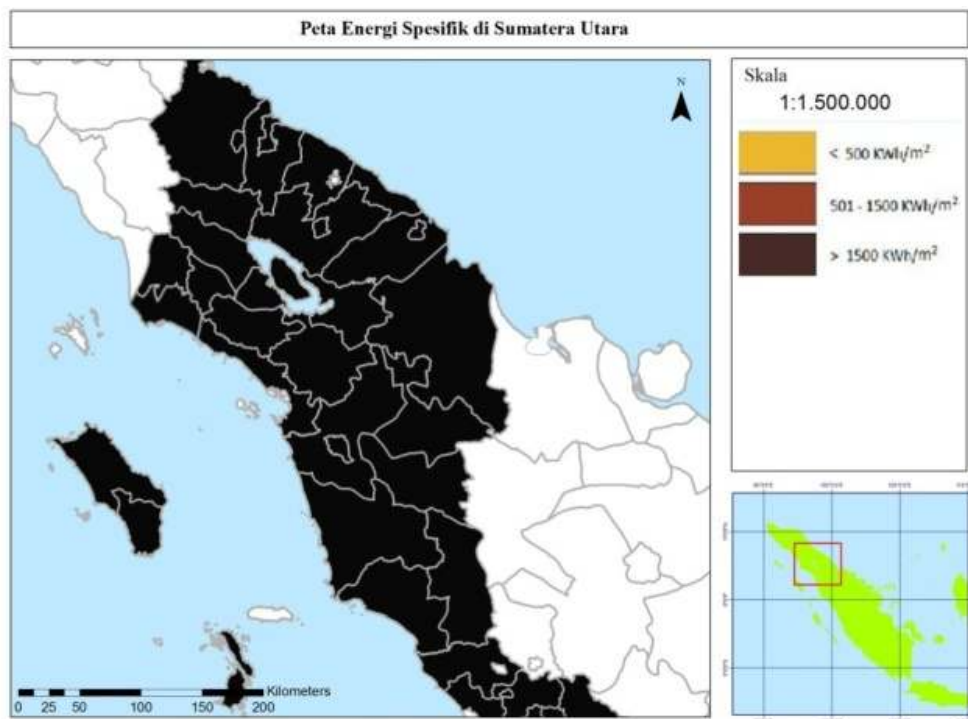 Peta Energi Spesifik di Sumatera Utara
N
Skala
1:1.500.000
< 500 KWh/m²
501 - 1500 KWh/m²
> 1500 KWh/m²
Kilometers
0 25 50 100 150 200